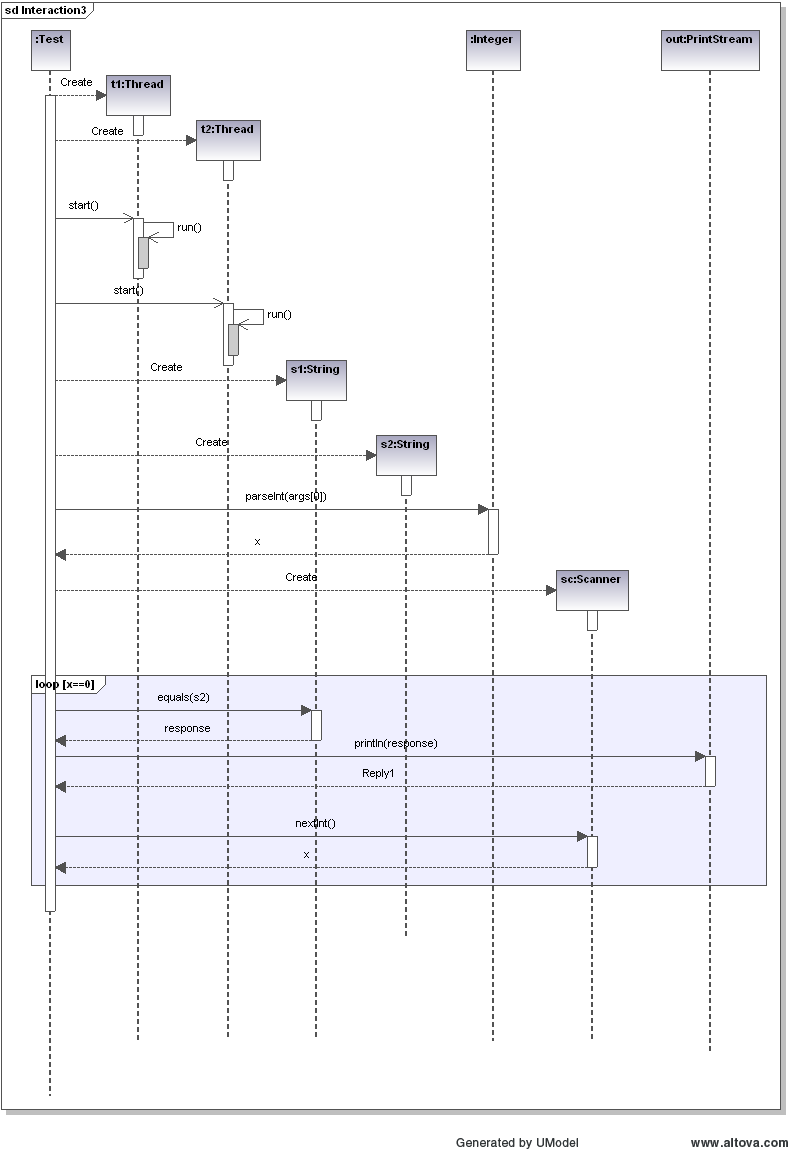 sd Interaction3
:Test
:Integer
out:PrintStream
Create
t1:Thread
Create
t2:Thread
start()
run()
start()
run()
Create
s1:String
Create
s2:String
parseInt(args[0])
x
Create
sc:Scanner
loop [x==0]
equals(s2)
response
println(response)
Reply1
nextInt()
x
Generated by UModel
www.altova.com